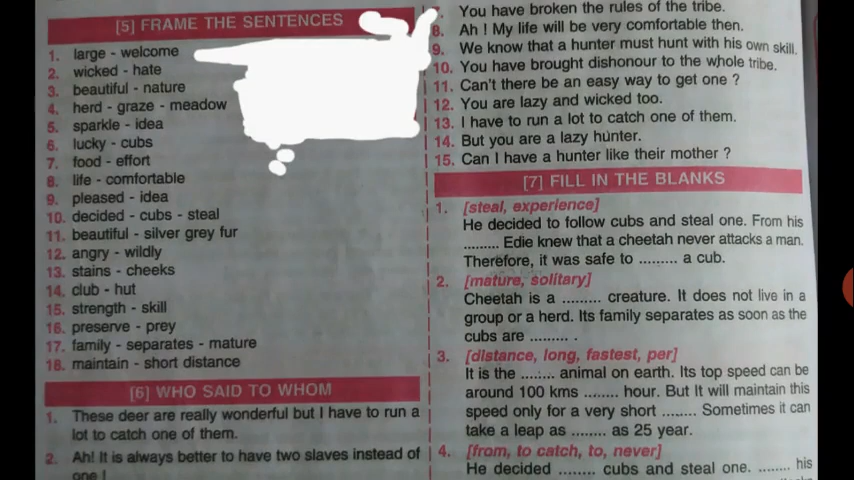 [5] FRAME THE SENTENCES
1. large - welcome
2. wicked - hate
3. beautiful - nature
4. herd - graze - meadow
5. sparkle - idea
6. lucky - cubs
7. food - effort
8. life - comfortable
9. pleased - idea
10. decided - cubs - steal
11. beautiful - silver grey fur
12. angry - wildly
13. stains - cheeks
14. club - hut
15. strength - skill
16. preserve - prey
17. family - separates - mature
18. maintain - short distance
[6] WHO SAID TO WHOM
1. These deer are really wonderful but I have to run a
lot to catch one of them.
2. Ah! It is always better to have two slaves instead of
one !
You have broken the rules of the tribe.
8. Ah ! My life will be very comfortable then.
9. We know that a hunter must hunt with his own skill.
10. You have brought dishonour to the whole tribe.
11. Can't there be an easy way to get one ?
12. You are lazy and wicked too.
13. I have to run a lot to catch one of them.
14. But you are a lazy hunter.
15. Can I have a hunter like their mother ?
[7] FILL IN THE BLANKS
1. [steal, experience]
He decided to follow cubs and steal one. From his
......... Edie knew that a cheetah never attacks a man.
Therefore, it was safe to ......... a cub.
2. [mature, solitary]
Cheetah is a ......... creature. It does not live in a
group or a herd. Its family separates as soon as the
cubs are ......... .
3. [distance, long, fastest, per]
It is the ........ animal on earth. Its top speed can be
around 100 kms ........ hour. But It will maintain this
speed only for a very short ........ Sometimes it can
take a leap as ........ as 25 year.
4. [from, to catch, to, never]
He decided ........ cubs and steal one. ........ his